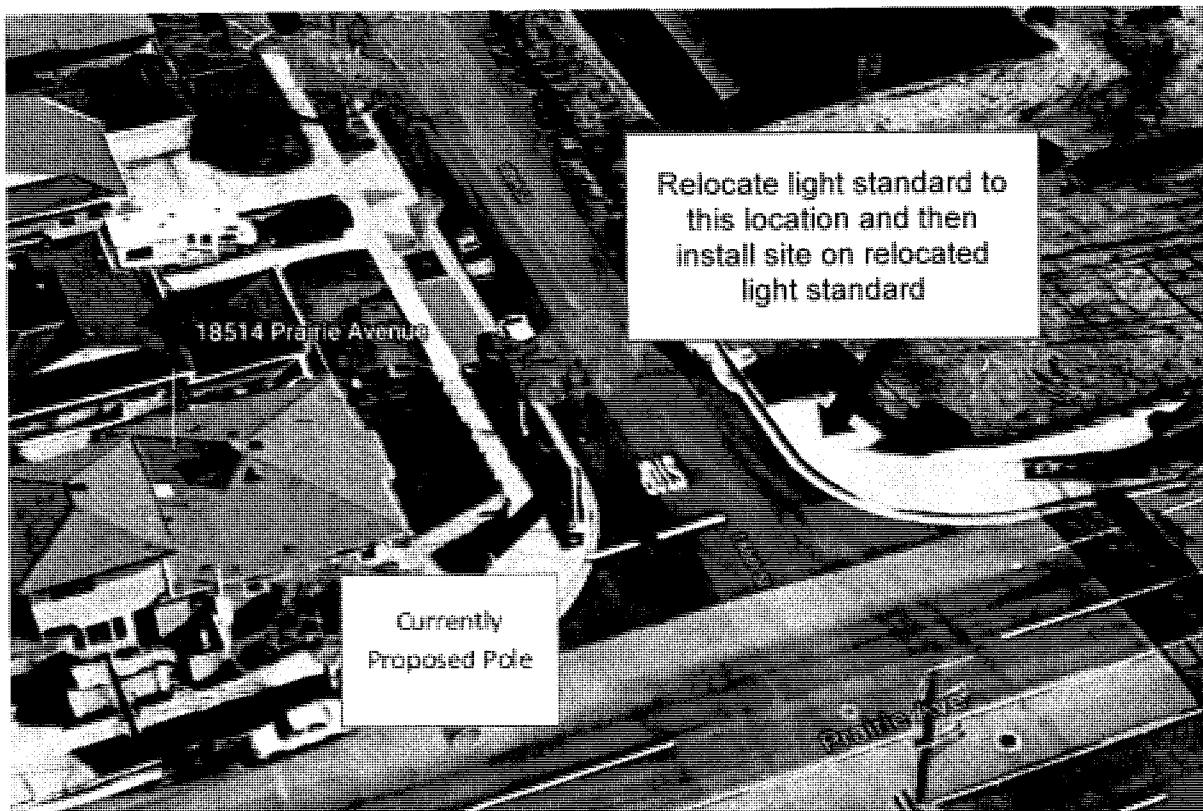 Relocate light standard to
this location and then
install site on relocated
light standard
18514 Prairie Avenue
STOP
Currently
Proposed Pole
Prairie Ave